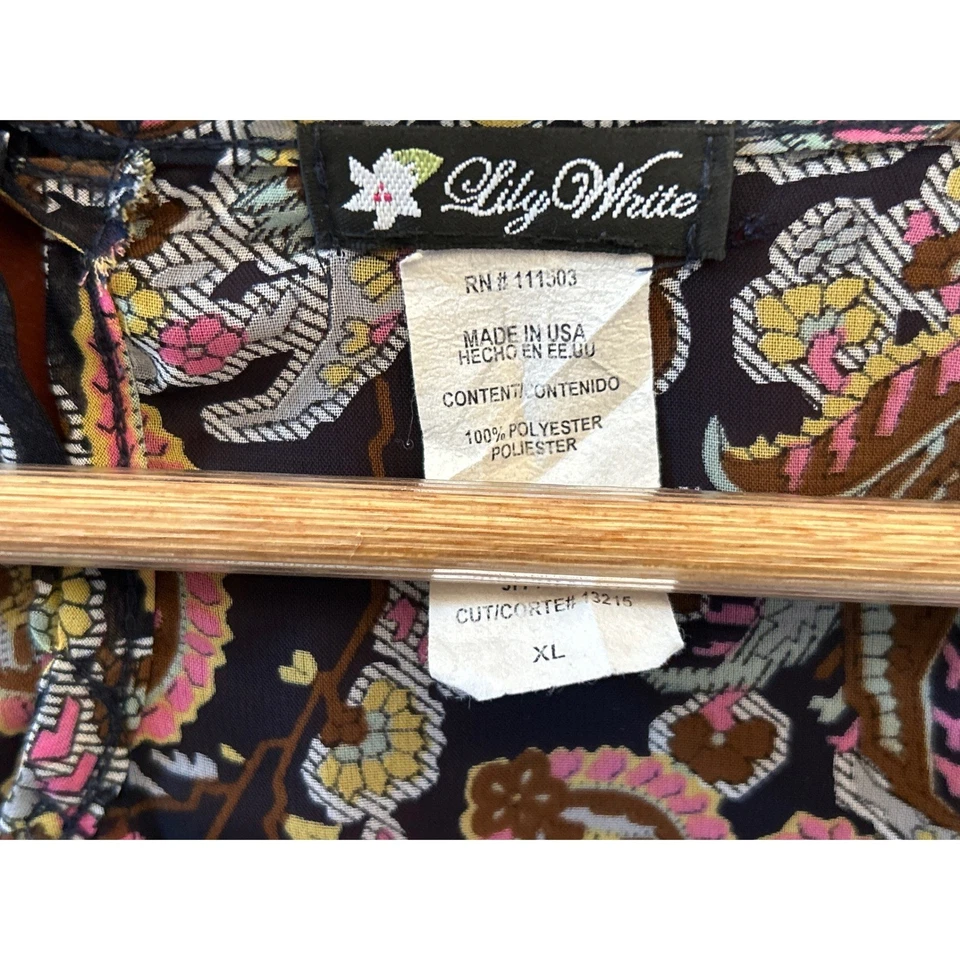 Lily White
RN # 111503
MADE IN USA
HECHO EN EE.UU
CONTENT/CONTENIDO
100% POLYESTER
POLIESTER
CUT/CORTE# 13215
XL